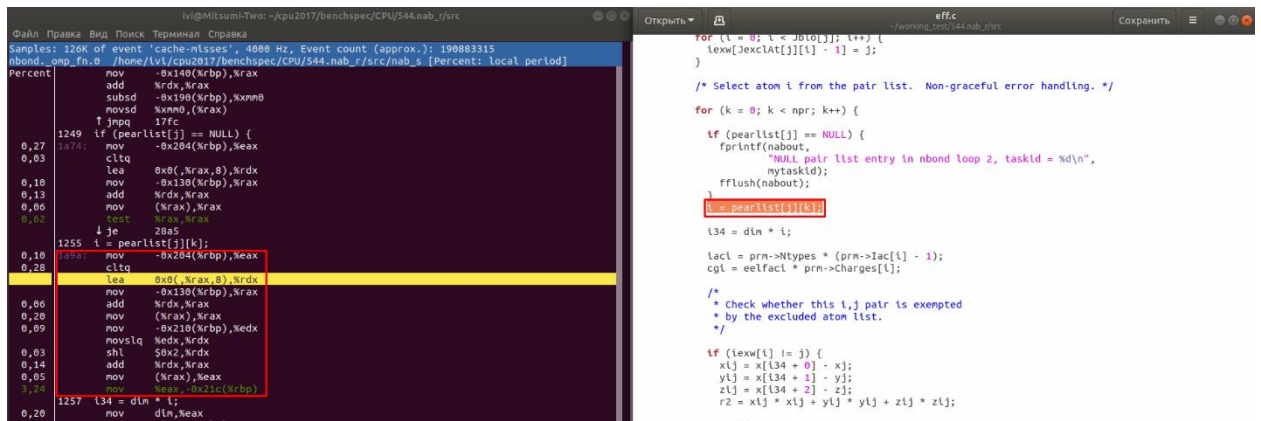 lvi@Mitsumi-Two: ~/cpu2017/benchspec/CPU/544.nab_r/src
Файл Правка Вид Поиск Терминал Справка
Samples: 126K of event 'cache-misses', 4000 Hz, Event count (approx.): 190883315
nbond._omp_fn.0 /home/lvi/cpu2017/benchspec/CPU/544.nab_r/src/nab_s [Percent: local period]
Percent mov -0x140(%rbp),%rax
add %rdx,%rax
subsd -0x190(%rbp),%xmm0
movsd %xmm0,(%rax)
↑ jmpq 17fc
1249 if (pearlist[j] == NULL) {
0,27 1a74: mov -0x204(%rbp),%eax
0,03 cltq
lea 0x0(,%rax,8),%rdx
0,10 mov -0x130(%rbp),%rax
0,13 add %rdx,%rax
0,06 mov (%rax),%rax
0,62 test %rax,%rax
↓ je 28a5
1255 i = pearlist[j][k];
0,10 1a9a: mov -0x204(%rbp),%eax
0,28 cltq
lea 0x0(,%rax,8),%rdx
mov -0x130(%rbp),%rax
0,06 add %rdx,%rax
0,20 mov (%rax),%rax
0,09 mov -0x210(%rbp),%edx
movslq %edx,%rdx
0,03 shl $0x2,%rdx
0,14 add %rdx,%rax
0,05 mov (%rax),%eax
3,24 mov %eax,-0x21c(%rbp)
1257 i34 = dim * i;
0,20 mov dim,%eax
Открыть
eff.c
~/working_test/544.nab_r/src
Сохранить
for (i = 0; i < Jblo[j]; i++) {
iexw[JexclAt[j][i] - 1] = j;
}
/* Select atom i from the pair list. Non-graceful error handling. */
for (k = 0; k < npr; k++) {
if (pearlist[j] == NULL) {
fprintf(nabout,
"NULL pair list entry in nbond loop 2, taskid = %d\n",
mytaskid);
fflush(nabout);
}
i = pearlist[j][k];
i34 = dim * i;
iaci = prm->Ntypes * (prm->Iac[i] - 1);
cgi = eelfaci * prm->Charges[i];
/*
* Check whether this i,j pair is exempted
* by the excluded atom list.
*/
if (iexw[i] != j) {
xij = x[i34 + 0] - xj;
yij = x[i34 + 1] - yj;
zij = x[i34 + 2] - zj;
r2 = xij * xij + yij * yij + zij * zij;